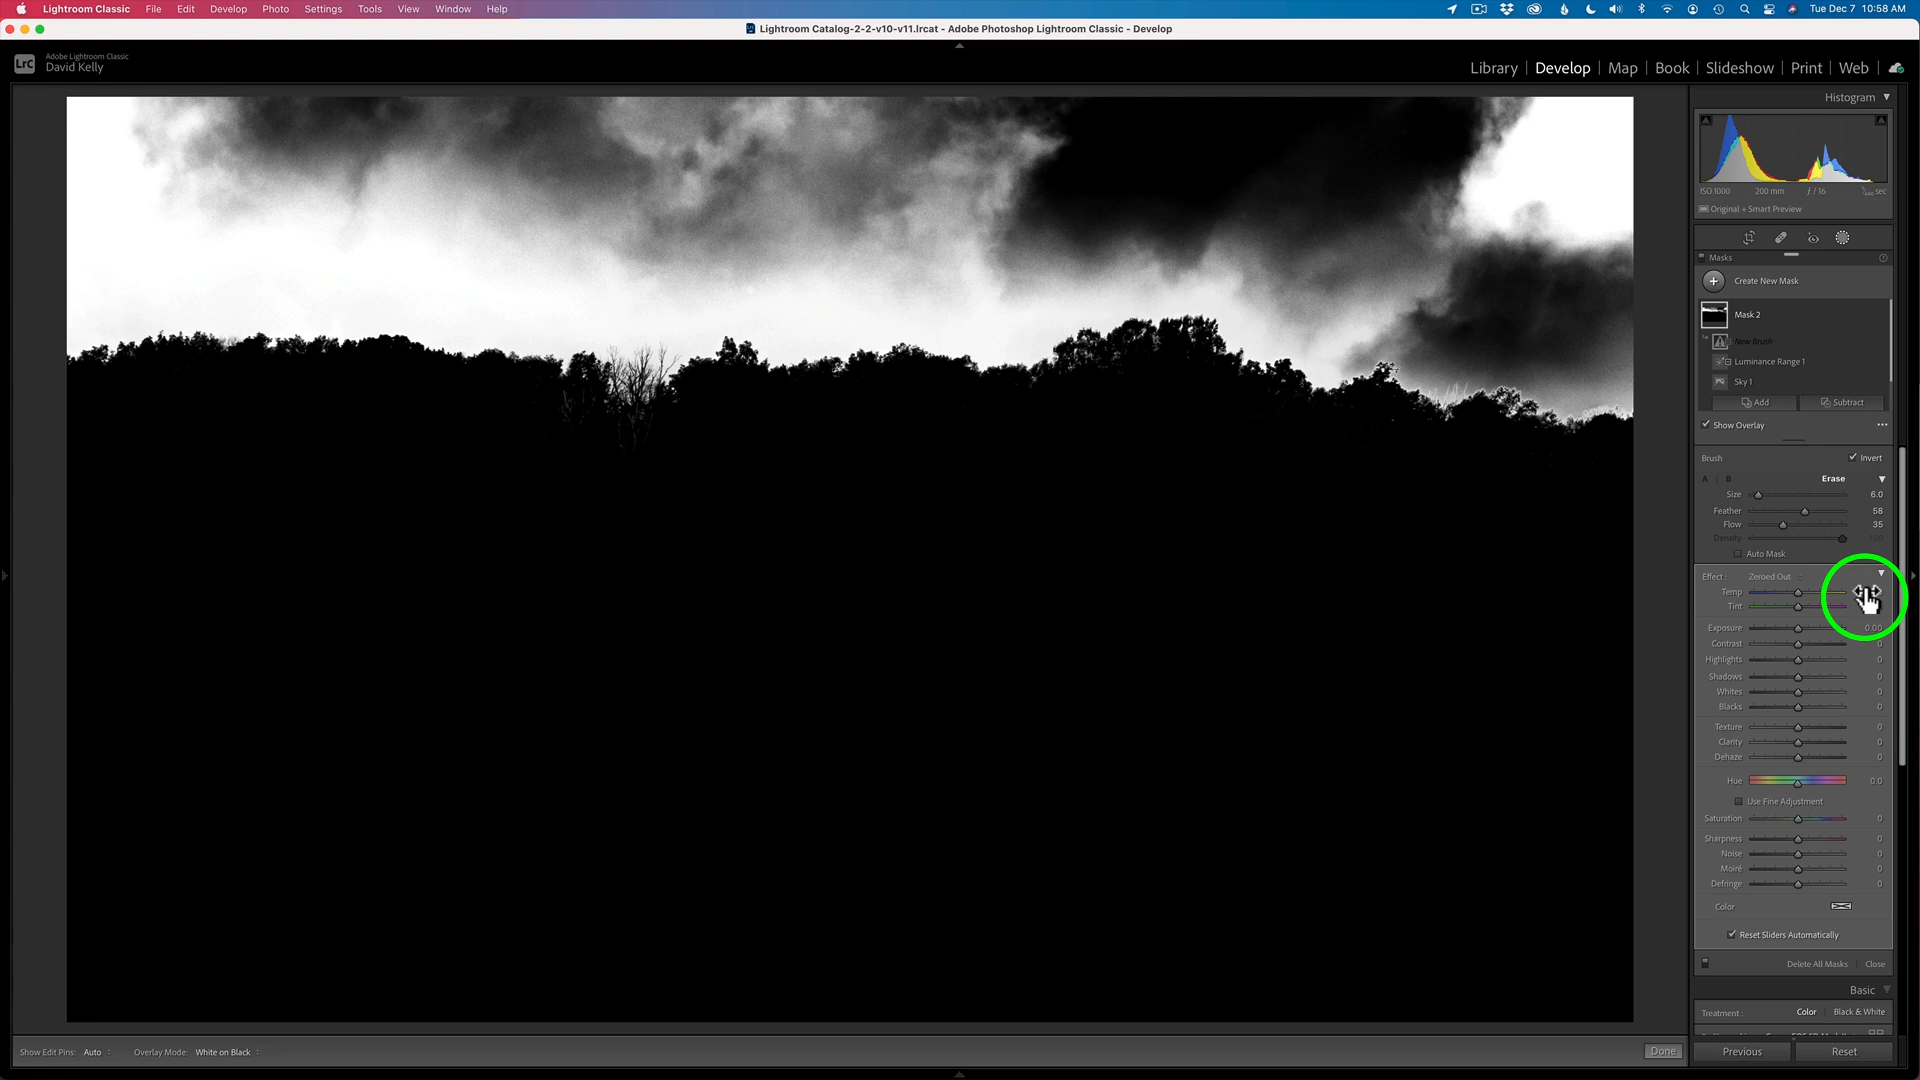 Lightroom Classic File Edit Develop Photo Settings Tools View Window Help Tue Dec 7 10:58 AM
Lightroom Catalog-2-2-v10-v11.lrcat - Adobe Photoshop Lightroom Classic - Develop
LrC
Adobe Lightroom Classic
David Kelly
Library | Develop | Map | Book | Slideshow | Print | Web
Histogram
ISO 1000 200 mm ƒ / 16 sec
Original + Smart Preview
Masks
Create New Mask
Mask 2
New Brush
Luminance Range 1
Sky 1
Add Subtract
Show Overlay
Brush Invert
A B Erase
Size 6.0
Feather 58
Flow 35
Density 100
Auto Mask
Effect : Zeroed Out
Temp
Tint
Exposure 0.00
Contrast 0
Highlights 0
Shadows 0
Whites 0
Blacks 0
Texture 0
Clarity 0
Dehaze 0
Hue 0.0
Use Fine Adjustment
Saturation 0
Sharpness 0
Noise 0
Moiré 0
Defringe 0
Color
Reset Sliders Automatically
Delete All Masks Close
Basic
Treatment : Color Black & White
Show Edit Pins: Auto Overlay Mode: White on Black Done
Previous Reset